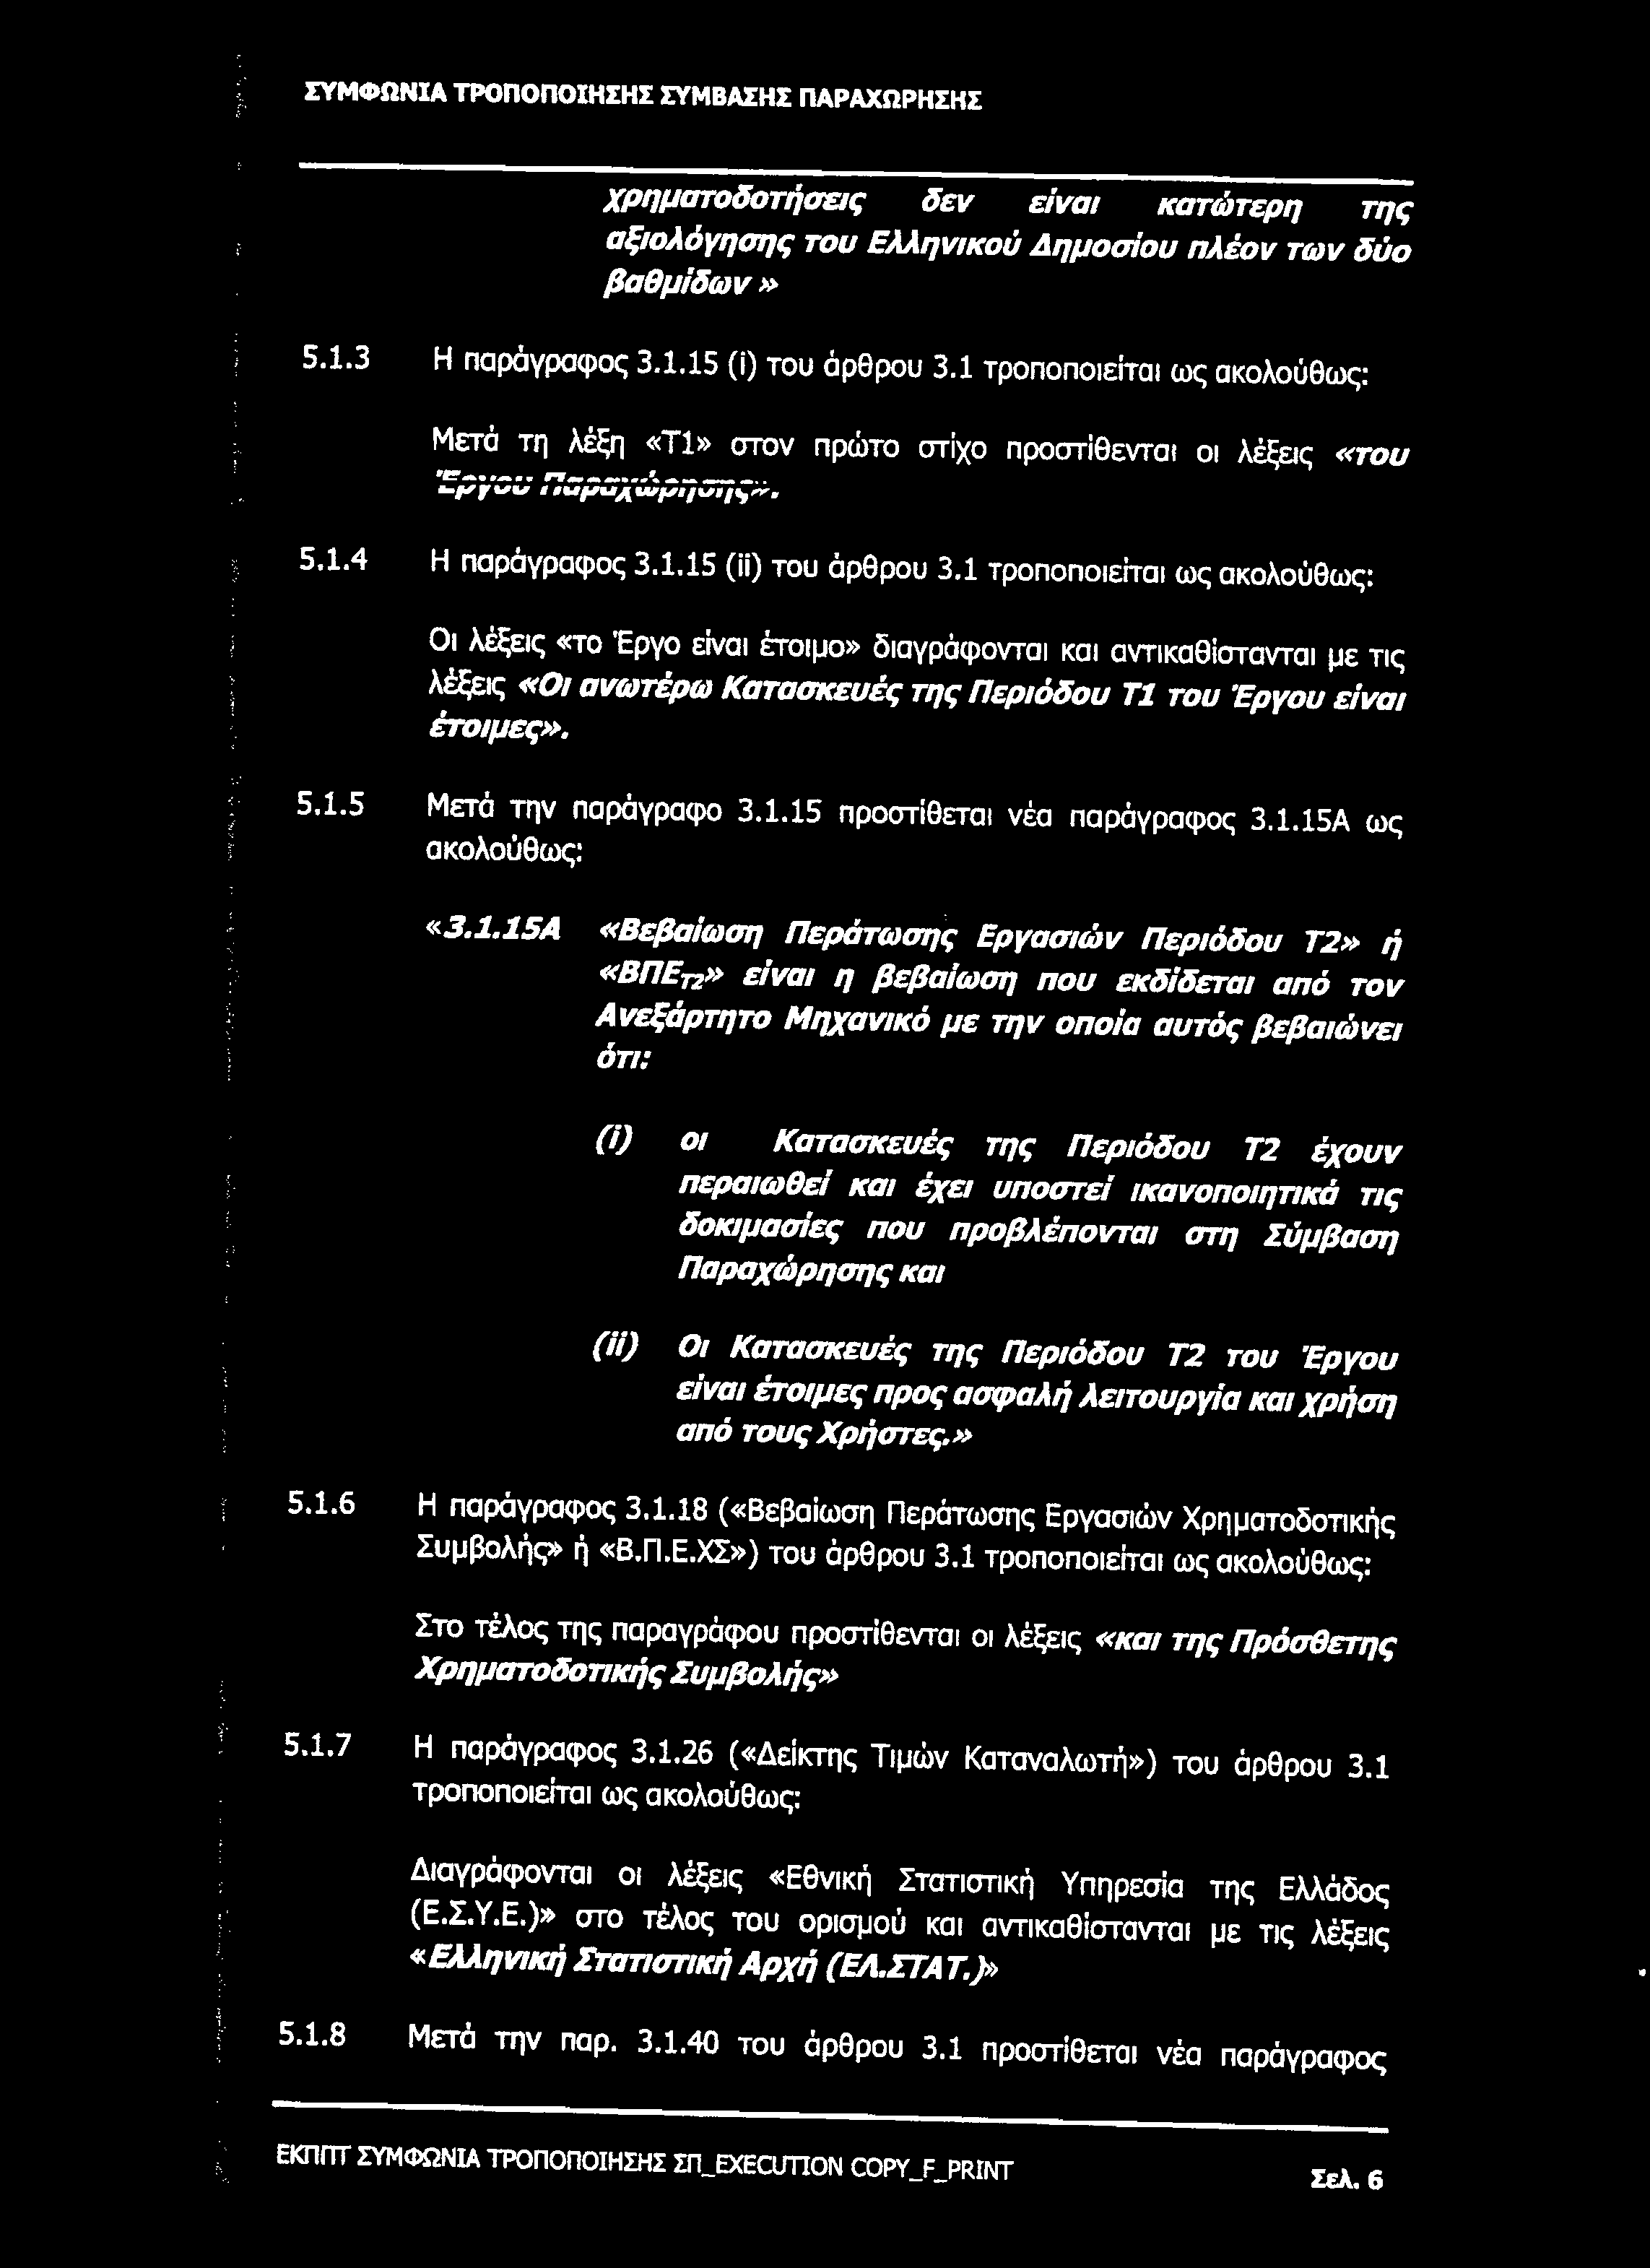 ΣΥΜΦΩΝΙΑ ΤΡΟΠΟΠΟΙΗΣΗΣ ΣΥΜΒΑΣΗΣ ΠΑΡΑΧΩΡΗΣΗΣ
χρηματοδοτήσεις δεν είναι κατώτερη της
αξιολόγησης του Ελληνικού Δημοσίου πλέον των δύο
βαθμίδων »
5.1.3 Η παράγραφος 3.1.15 (i) του άρθρου 3.1 τροποποιείται ως ακολούθως:
Μετά τη λέξη «Τ1» στον πρώτο στίχο προστίθενται οι λέξεις «του
Έργου Παραχώρησης».
5.1.4 Η παράγραφος 3.1.15 (ii) του άρθρου 3.1 τροποποιείται ως ακολούθως:
Οι λέξεις «το Έργο είναι έτοιμο» διαγράφονται και αντικαθίστανται με τις
λέξεις «Οι ανωτέρω Κατασκευές της Περιόδου Τ1 του Έργου είναι
έτοιμες».
5.1.5 Μετά την παράγραφο 3.1.15 προστίθεται νέα παράγραφος 3.1.15Α ως
ακολούθως:
«3.1.15Α «Βεβαίωση Περάτωσης Εργασιών Περιόδου Τ2» ή
«ΒΠΕΤ2» είναι η βεβαίωση που εκδίδεται από τον
Ανεξάρτητο Μηχανικό με την οποία αυτός βεβαιώνει
ότι:
(i) οι Κατασκευές της Περιόδου Τ2 έχουν
περαιωθεί και έχει υποστεί ικανοποιητικά τις
δοκιμασίες που προβλέπονται στη Σύμβαση
Παραχώρησης και
(ii) Οι Κατασκευές της Περιόδου Τ2 του Έργου
είναι έτοιμες προς ασφαλή λειτουργία και χρήση
από τους Χρήστες.»
5.1.6 Η παράγραφος 3.1.18 («Βεβαίωση Περάτωσης Εργασιών Χρηματοδοτικής
Συμβολής» ή «Β.Π.Ε.ΧΣ») του άρθρου 3.1 τροποποιείται ως ακολούθως:
Στο τέλος της παραγράφου προστίθενται οι λέξεις «και της Πρόσθετης
Χρηματοδοτικής Συμβολής»
5.1.7 Η παράγραφος 3.1.26 («Δείκτης Τιμών Καταναλωτή») του άρθρου 3.1
τροποποιείται ως ακολούθως:
Διαγράφονται οι λέξεις «Εθνική Στατιστική Υπηρεσία της Ελλάδος
(Ε.Σ.Υ.Ε.)» στο τέλος του ορισμού και αντικαθίστανται με τις λέξεις
«Ελληνική Στατιστική Αρχή (ΕΛ.ΣΤΑΤ.)»
5.1.8 Μετά την παρ. 3.1.40 του άρθρου 3.1 προστίθεται νέα παράγραφος
ΕΚΠΠΤ ΣΥΜΦΩΝΙΑ ΤΡΟΠΟΠΟΙΗΣΗΣ ΣΠ_EXECUTION COPY_F_PRINT Σελ. 6